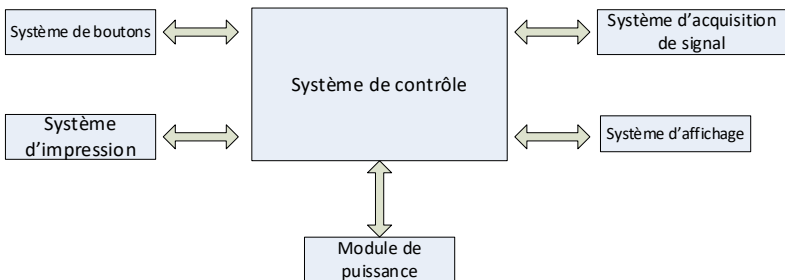 Système de boutons
Système d’acquisition
de signal
Système de contrôle
Système
d’impression
Système d’affichage
Module de
puissance